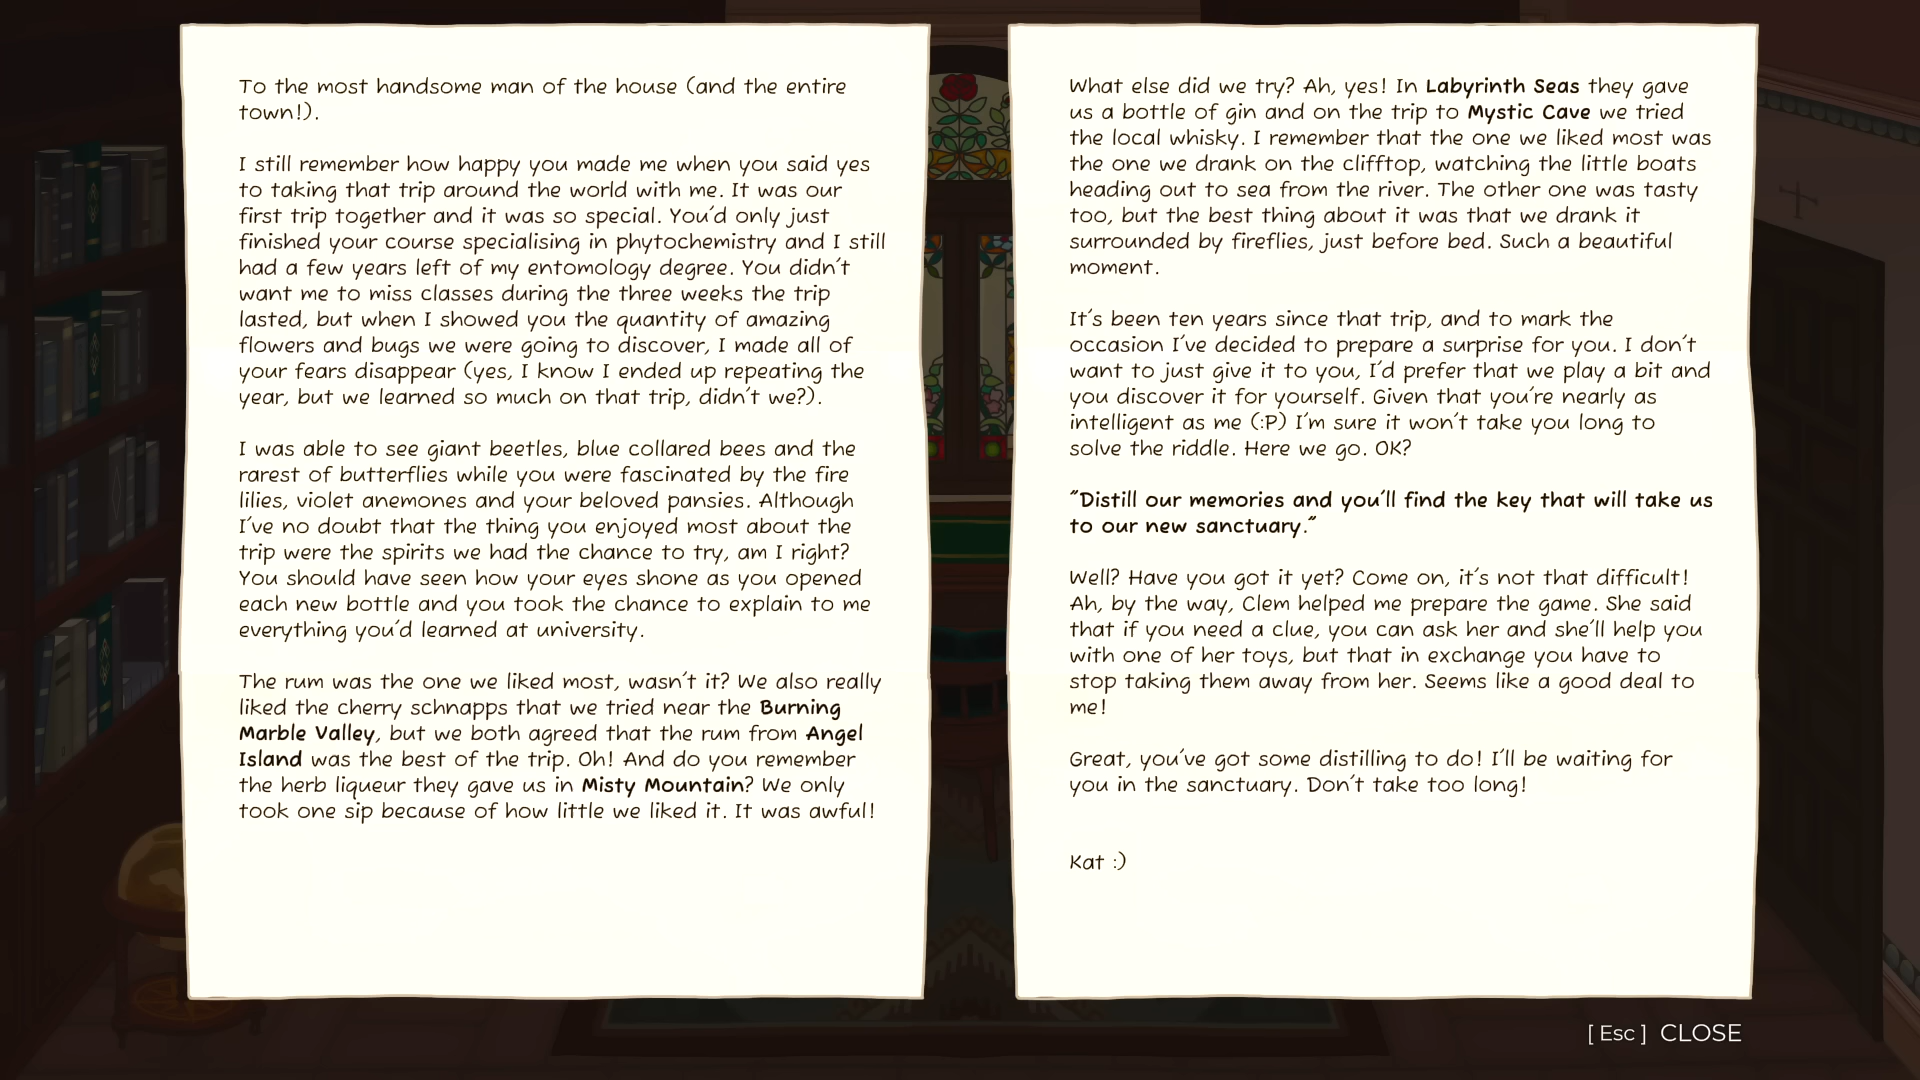 To the most handsome man of the house (and the entire
town!).
I still remember how happy you made me when you said yes
to taking that trip around the world with me. It was our
first trip together and it was so special. You'd only just
finished your course specialising in phytochemistry and I still
had a few years left of my entomology degree. You didn't
want me to miss classes during the three weeks the trip
lasted, but when I showed you the quantity of amazing
flowers and bugs we were going to discover, I made all of
your fears disappear (yes, I know I ended up repeating the
year, but we learned so much on that trip, didn't we?).
I was able to see giant beetles, blue collared bees and the
rarest of butterflies while you were fascinated by the fire
lilies, violet anemones and your beloved pansies. Although
I've no doubt that the thing you enjoyed most about the
trip were the spirits we had the chance to try, am I right?
You should have seen how your eyes shone as you opened
each new bottle and you took the chance to explain to me
everything you'd learned at university.
The rum was the one we liked most, wasn't it? We also really
liked the cherry schnapps that we tried near the Burning
Marble Valley, but we both agreed that the rum from Angel
Island was the best of the trip. Oh! And do you remember
the herb liqueur they gave us in Misty Mountain? We only
took one sip because of how little we liked it. It was awful!
What else did we try? Ah, yes! In Labyrinth Seas they gave
us a bottle of gin and on the trip to Mystic Cave we tried
the local whisky. I remember that the one we liked most was
the one we drank on the clifftop, watching the little boats
heading out to sea from the river. The other one was tasty
too, but the best thing about it was that we drank it
surrounded by fireflies, just before bed. Such a beautiful
moment.
It's been ten years since that trip, and to mark the
occasion I've decided to prepare a surprise for you. I don't
want to just give it to you, I'd prefer that we play a bit and
you discover it for yourself. Given that you're nearly as
intelligent as me (:P) I'm sure it won't take you long to
solve the riddle. Here we go. OK?
"Distill our memories and you'll find the key that will take us
to our new sanctuary."
Well? Have you got it yet? Come on, it's not that difficult!
Ah, by the way, Clem helped me prepare the game. She said
that if you need a clue, you can ask her and she'll help you
with one of her toys, but that in exchange you have to
stop taking them away from her. Seems like a good deal to
me!
Great, you've got some distilling to do! I'll be waiting for
you in the sanctuary. Don't take too long!
Kat :)
[ Esc ] CLOSE